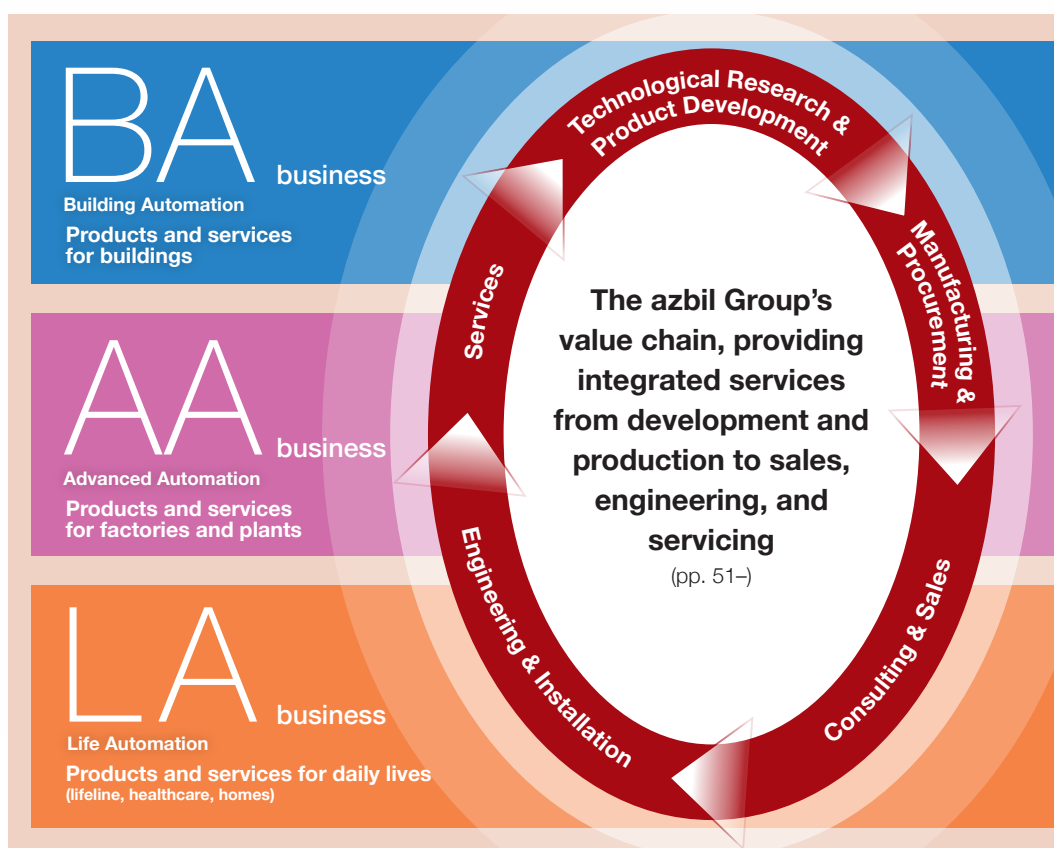 BA business
Building Automation
Products and services
for buildings
AA business
Advanced Automation
Products and services
for factories and plants
LA business
Life Automation
Products and services for daily lives
(lifeline, healthcare, homes)
Technological Research &
Product Development
Manufacturing &
Procurement
Consulting & Sales
Engineering & Installation
Services
The azbil Group’s
value chain, providing
integrated services
from development and
production to sales,
engineering, and
servicing
(pp. 51–)